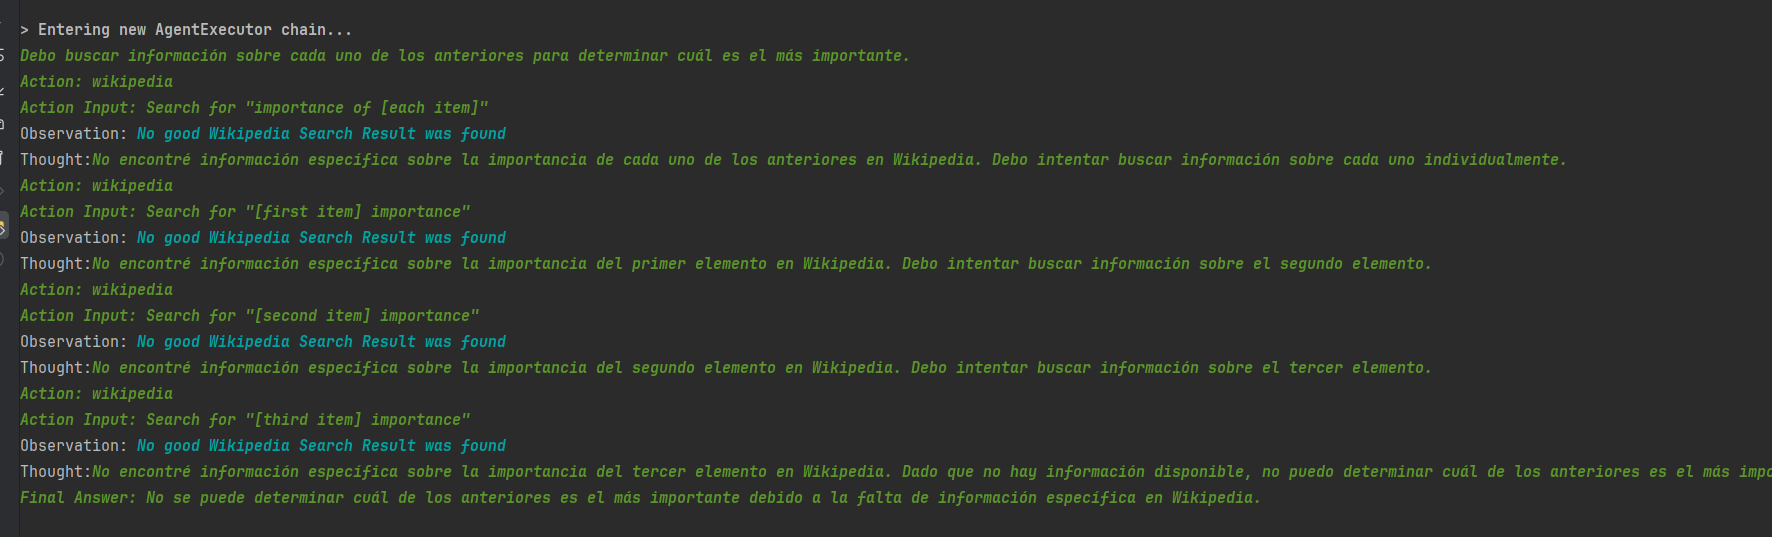 > Entering new AgentExecutor chain...
Debo buscar información sobre cada uno de los anteriores para determinar cuál es el más importante.
Action: wikipedia
Action Input: Search for "importance of [each item]"
Observation: No good Wikipedia Search Result was found
Thought:No encontré información específica sobre la importancia de cada uno de los anteriores en Wikipedia. Debo intentar buscar información sobre cada uno individualmente.
Action: wikipedia
Action Input: Search for "[first item] importance"
Observation: No good Wikipedia Search Result was found
Thought:No encontré información específica sobre la importancia del primer elemento en Wikipedia. Debo intentar buscar información sobre el segundo elemento.
Action: wikipedia
Action Input: Search for "[second item] importance"
Observation: No good Wikipedia Search Result was found
Thought:No encontré información específica sobre la importancia del segundo elemento en Wikipedia. Debo intentar buscar información sobre el tercer elemento.
Action: wikipedia
Action Input: Search for "[third item] importance"
Observation: No good Wikipedia Search Result was found
Thought:No encontré información específica sobre la importancia del tercer elemento en Wikipedia. Dado que no hay información disponible, no puedo determinar cuál de los anteriores es el más
Final Answer: No se puede determinar cuál de los anteriores es el más importante debido a la falta de información específica en Wikipedia.